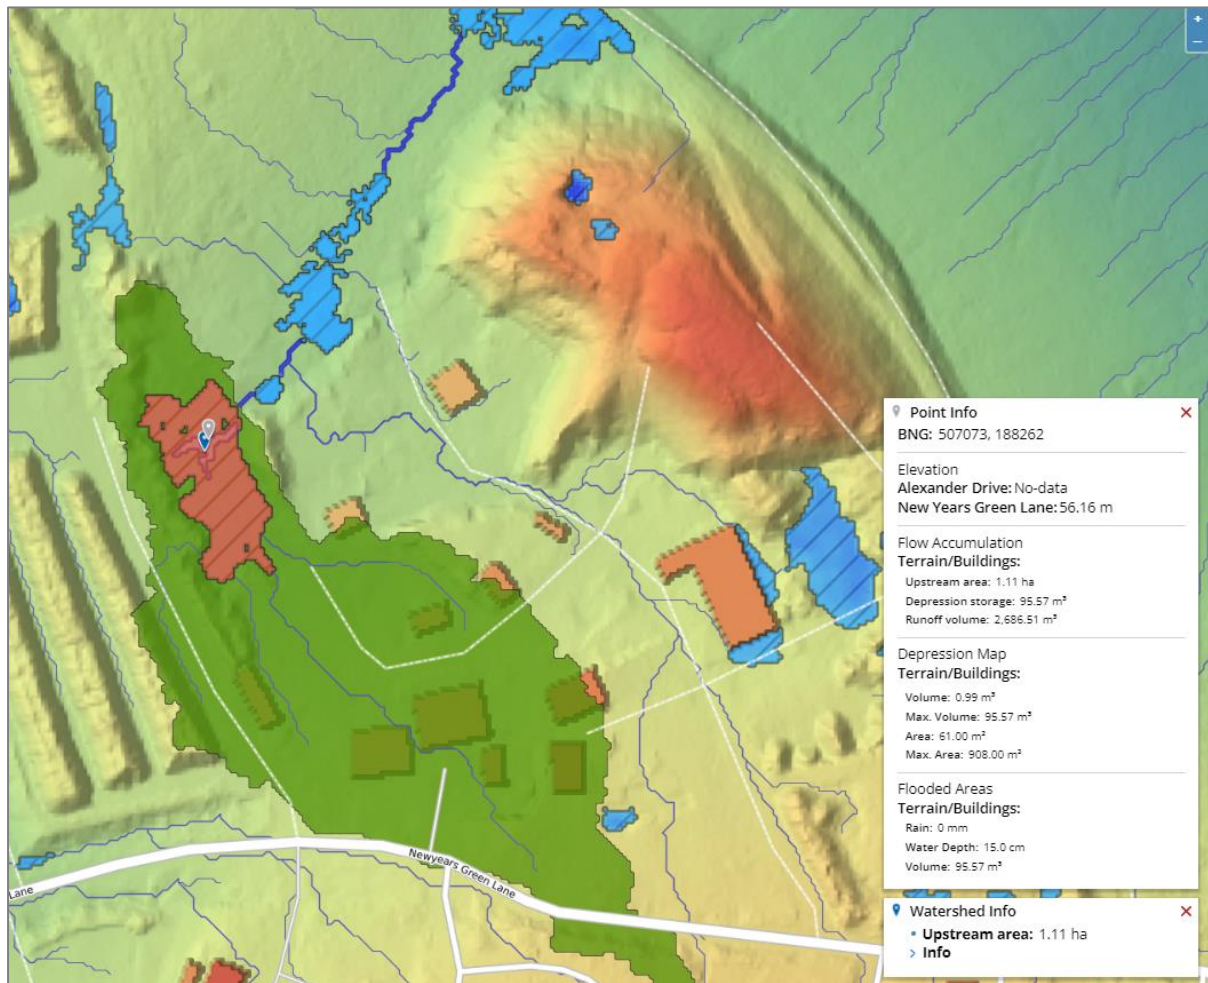 +
−
Point Info
BNG: 507073, 188262
Elevation
Alexander Drive: No-data
New Years Green Lane: 56.16 m
Flow Accumulation
Terrain/Buildings:
Upstream area: 1.11 ha
Depression storage: 95.57 m³
Runoff volume: 2,686.51 m³
Depression Map
Terrain/Buildings:
Volume: 0.99 m³
Max. Volume: 95.57 m³
Area: 61.00 m²
Max. Area: 908.00 m²
Flooded Areas
Terrain/Buildings:
Rain: 0 mm
Water Depth: 15.0 cm
Volume: 95.57 m³
Newyears Green Lane
Lane
Watershed Info
Upstream area: 1.11 ha
Info